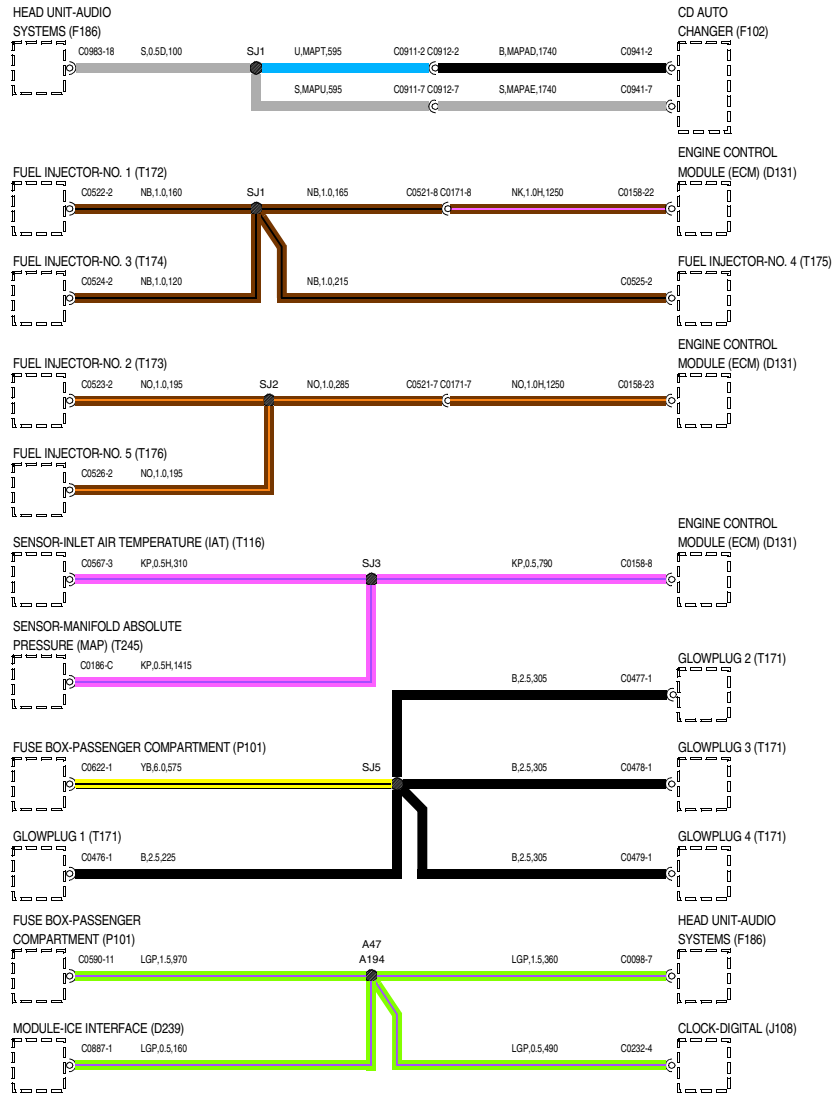 HEAD UNIT-AUDIO
SYSTEMS (F186)
CD AUTO
CHANGER (F102)
C0983-18 S,0.5D,100 SJ1 U,MAPT,595 C0911-2 C0912-2 B,MAPAD,1740 C0941-2
S,MAPU,595 C0911-7 C0912-7 S,MAPAE,1740 C0941-7
ENGINE CONTROL
FUEL INJECTOR-NO. 1 (T172) MODULE (ECM) (D131)
C0522-2 NB,1.0,160 SJ1 NB,1.0,165 C0521-8 C0171-8 NK,1.0H,1250 C0158-22
FUEL INJECTOR-NO. 3 (T174) FUEL INJECTOR-NO. 4 (T175)
C0524-2 NB,1.0,120 NB,1.0,215 C0525-2
ENGINE CONTROL
FUEL INJECTOR-NO. 2 (T173) MODULE (ECM) (D131)
C0523-2 NO,1.0,195 SJ2 NO,1.0,285 C0521-7 C0171-7 NO,1.0H,1250 C0158-23
FUEL INJECTOR-NO. 5 (T176)
C0526-2 NO,1.0,195
ENGINE CONTROL
SENSOR-INLET AIR TEMPERATURE (IAT) (T116) MODULE (ECM) (D131)
C0567-3 KP,0.5H,310 SJ3 KP,0.5,790 C0158-8
SENSOR-MANIFOLD ABSOLUTE
PRESSURE (MAP) (T245)
C0186-C KP,0.5H,1415
GLOWPLUG 2 (T171)
B,2.5,305 C0477-1
FUSE BOX-PASSENGER COMPARTMENT (P101) GLOWPLUG 3 (T171)
C0622-1 YB,6.0,575 SJ5 B,2.5,305 C0478-1
GLOWPLUG 1 (T171) GLOWPLUG 4 (T171)
C0476-1 B,2.5,225 B,2.5,305 C0479-1
FUSE BOX-PASSENGER
COMPARTMENT (P101)
HEAD UNIT-AUDIO
SYSTEMS (F186)
A47
C0590-11 LGP,1.5,970 A194 LGP,1.5,360 C0098-7
MODULE-ICE INTERFACE (D239) CLOCK-DIGITAL (J108)
C0887-1 LGP,0.5,160 LGP,0.5,490 C0232-4